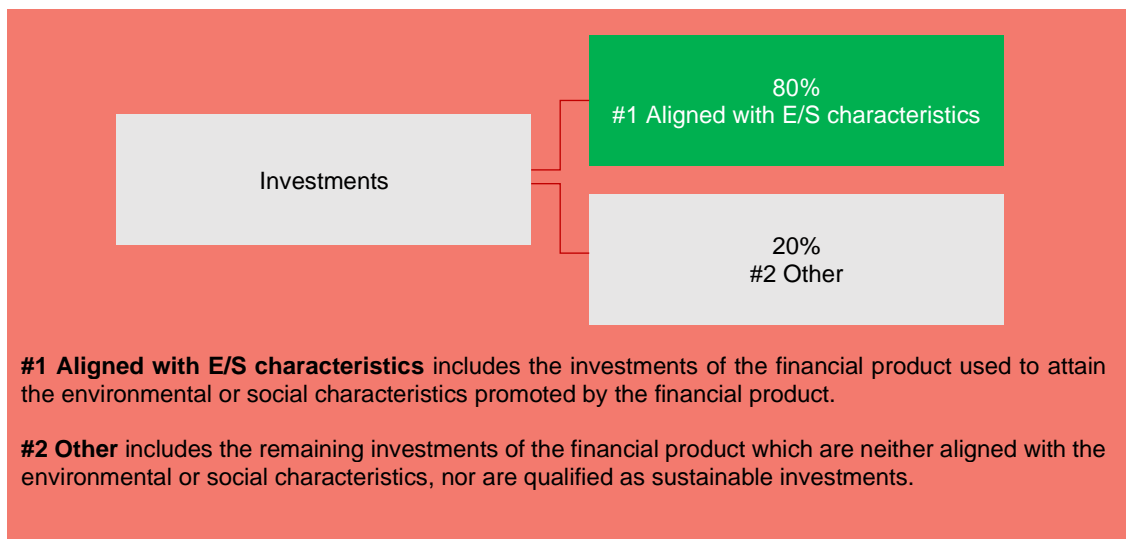 80%
#1 Aligned with E/S characteristics
Investments
20%
#2 Other
#1 Aligned with E/S characteristics includes the investments of the financial product used to attain
the environmental or social characteristics promoted by the financial product.
#2 Other includes the remaining investments of the financial product which are neither aligned with the
environmental or social characteristics, nor are qualified as sustainable investments.